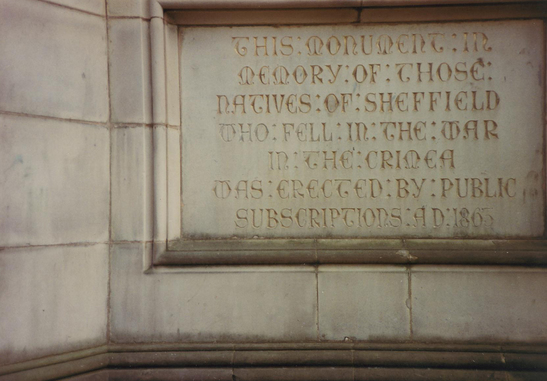 THIS:MONUMENT:IN
MEMORY:OF:THOSE:
NATIVES:OF:SHEFFIELD
WHO:FELL:IN:THE:WAR
IN:THE:CRIMEA
WAS:ERECTED:BY:PUBLIC
SUBSCRIPTIONS:A.D:1863